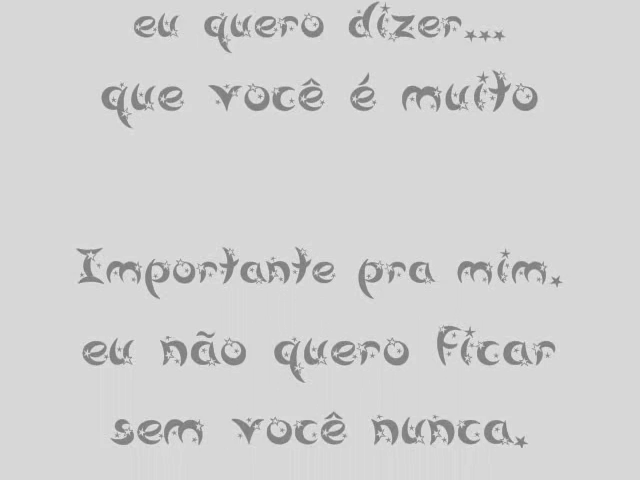 eu quero dizer...
que você é muito
Importante pra mim.
eu não quero ficar
sem você nunca.